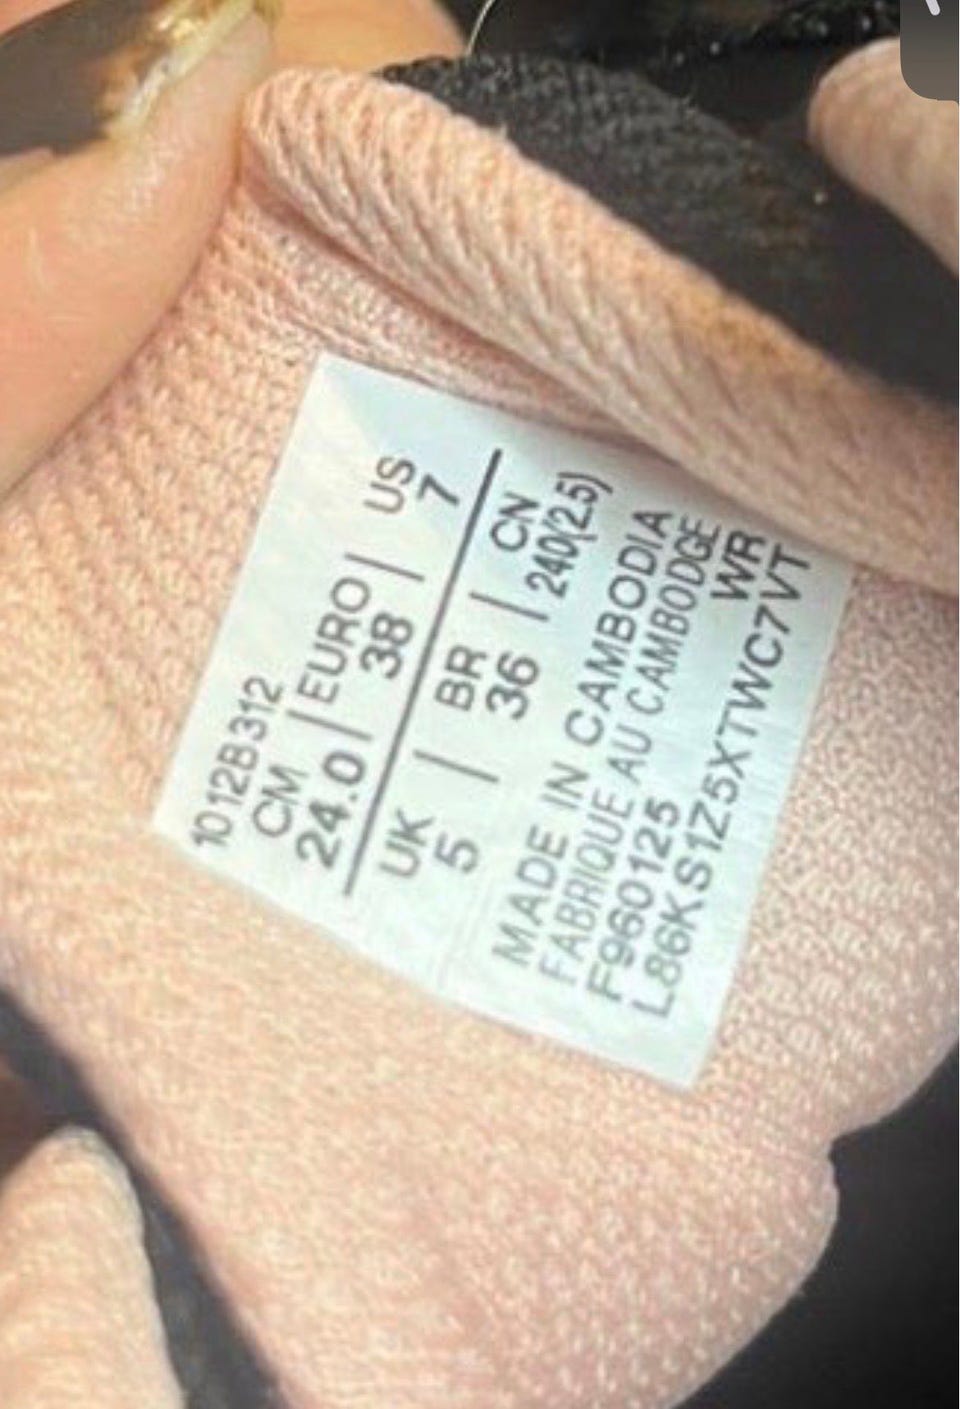 1012B312
CM | EURO | US
24.0 | 38 | 7
UK | BR | CN
5 | 36 | 240(2.5)
MADE IN CAMBODIA
FABRIQUE AU CAMBODGE
F960125 WR
L86KS1Z5XTWC7VT